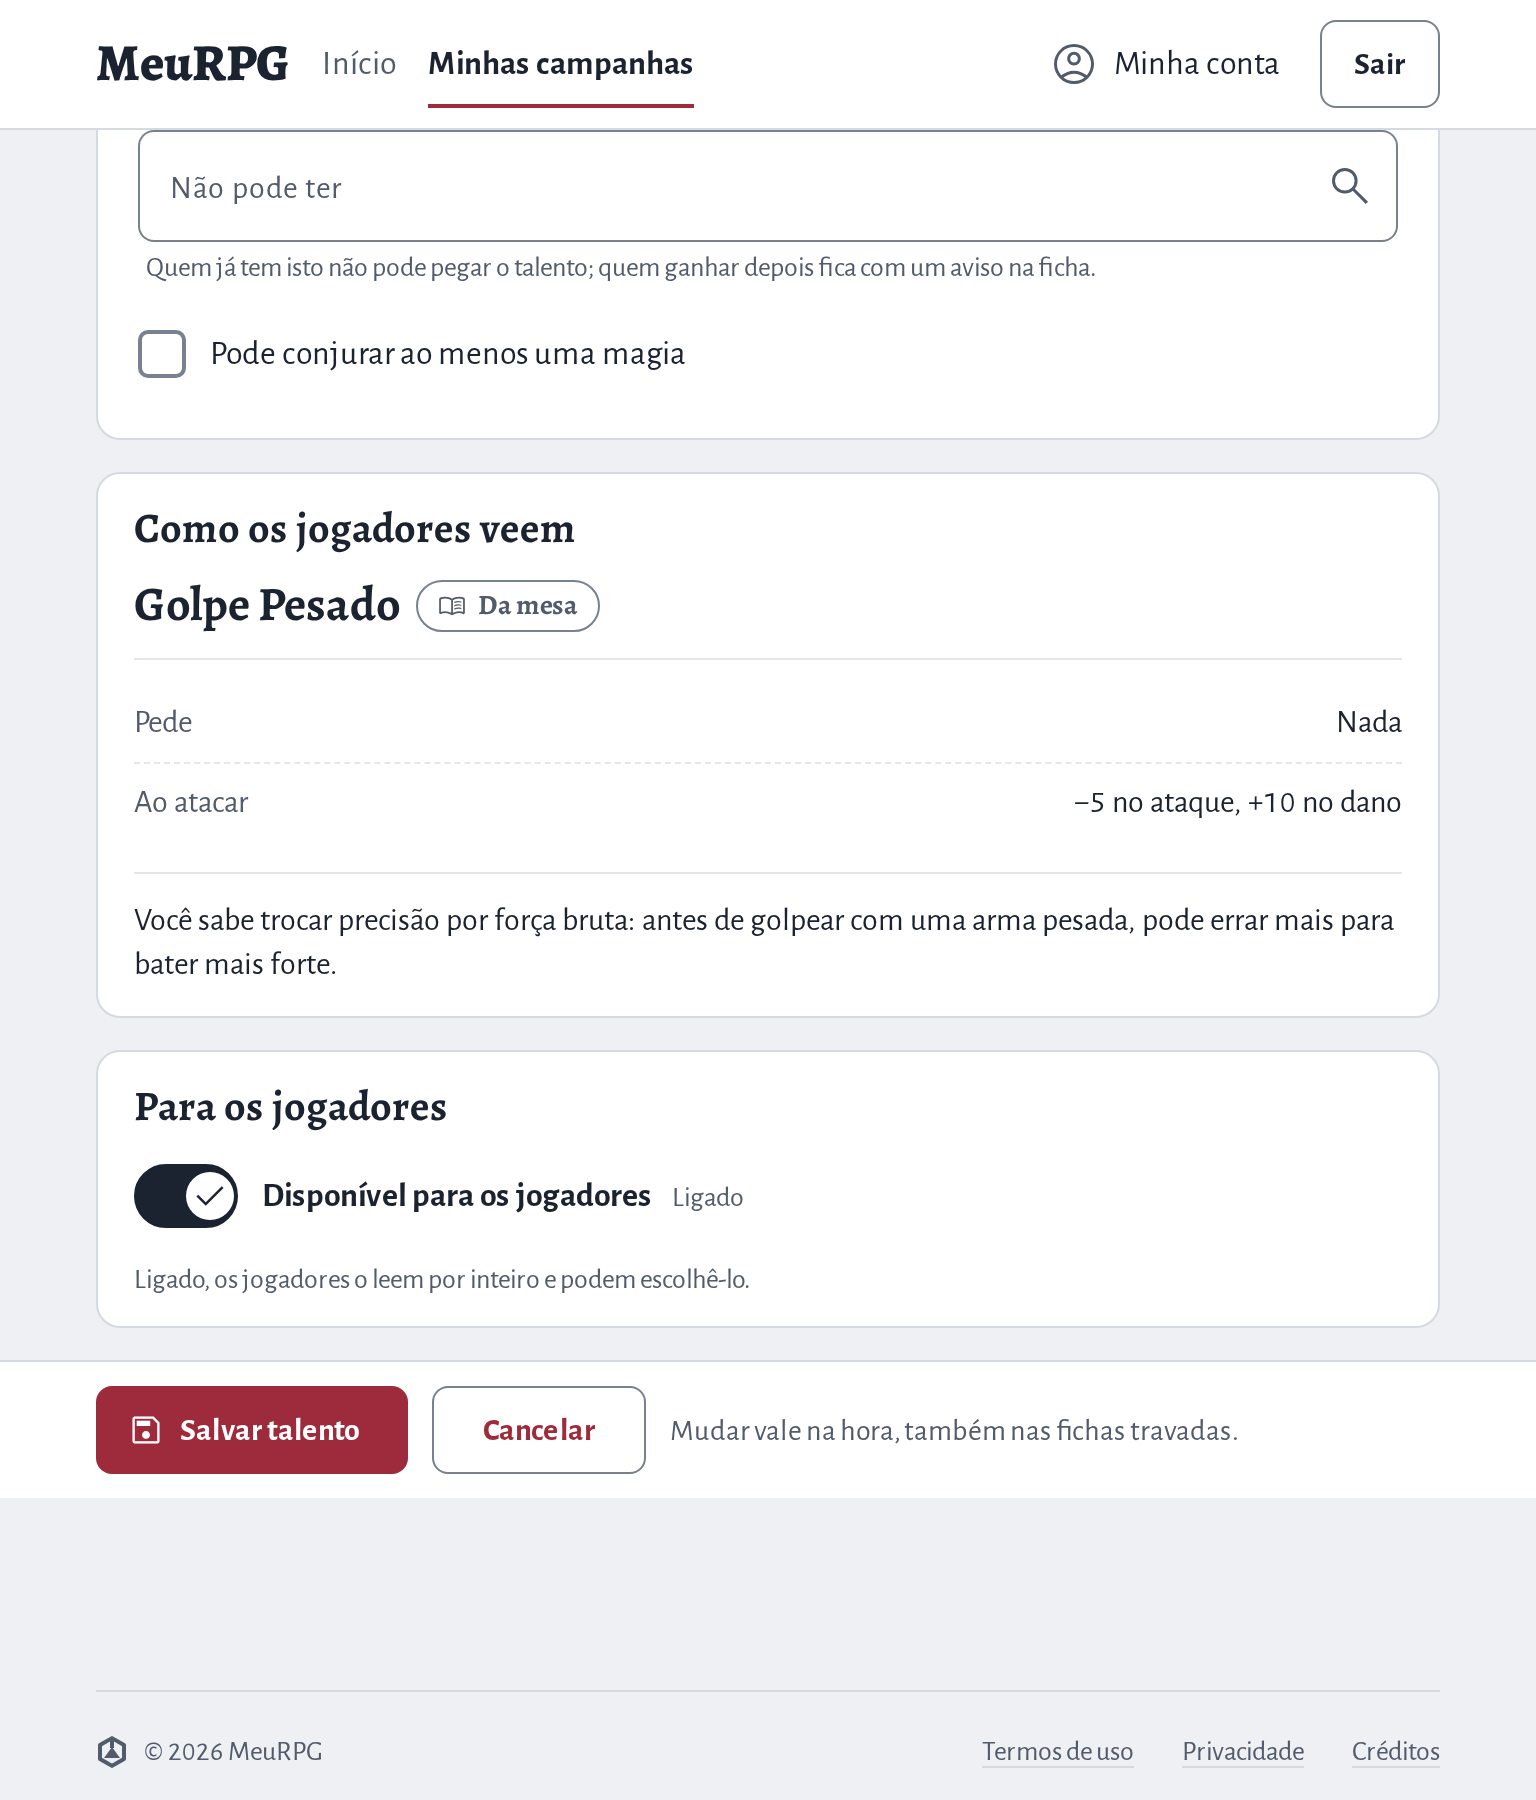 MeuRPG Início Minhas campanhas Minha conta Sair
Não pode ter
Quem já tem isto não pode pegar o talento; quem ganhar depois fica com um aviso na ficha.
Pode conjurar ao menos uma magia
Como os jogadores veem
Golpe Pesado Da mesa
Pede Nada
Ao atacar −5 no ataque, +10 no dano
Você sabe trocar precisão por força bruta: antes de golpear com uma arma pesada, pode errar mais para
bater mais forte.
Para os jogadores
Disponível para os jogadores Ligado
Ligado, os jogadores o leem por inteiro e podem escolhê-lo.
Salvar talento Cancelar Mudar vale na hora, também nas fichas travadas.
© 2026 MeuRPG Termos de uso Privacidade Créditos